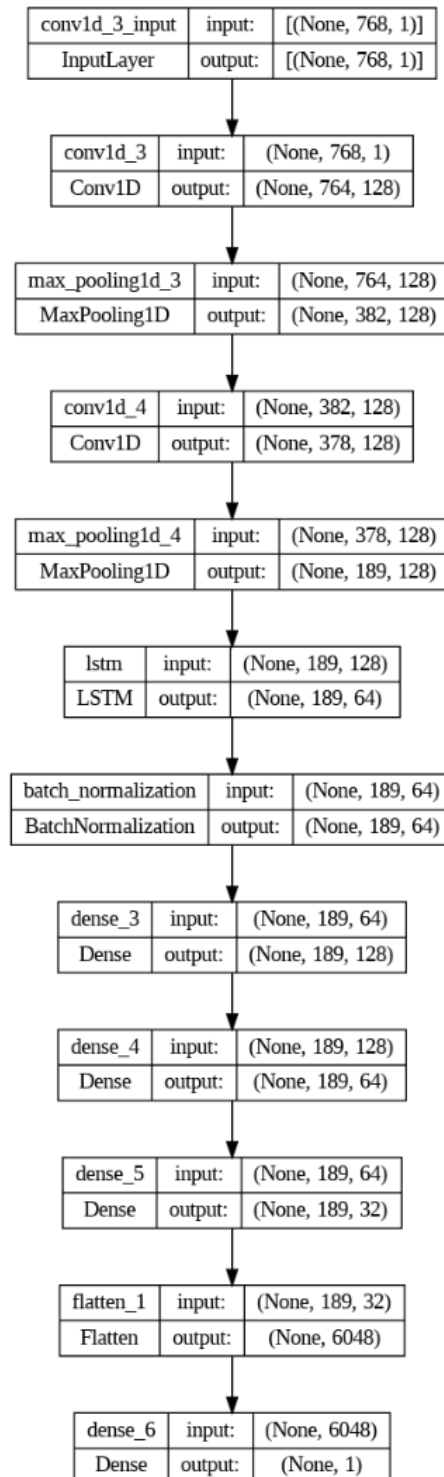 conv1d_3_input input: [(None, 768, 1)]
InputLayer output: [(None, 768, 1)]
conv1d_3 input: (None, 768, 1)
Conv1D output: (None, 764, 128)
max_pooling1d_3 input: (None, 764, 128)
MaxPooling1D output: (None, 382, 128)
conv1d_4 input: (None, 382, 128)
Conv1D output: (None, 378, 128)
max_pooling1d_4 input: (None, 378, 128)
MaxPooling1D output: (None, 189, 128)
lstm input: (None, 189, 128)
LSTM output: (None, 189, 64)
batch_normalization input: (None, 189, 64)
BatchNormalization output: (None, 189, 64)
dense_3 input: (None, 189, 64)
Dense output: (None, 189, 128)
dense_4 input: (None, 189, 128)
Dense output: (None, 189, 64)
dense_5 input: (None, 189, 64)
Dense output: (None, 189, 32)
flatten_1 input: (None, 189, 32)
Flatten output: (None, 6048)
dense_6 input: (None, 6048)
Dense output: (None, 1)